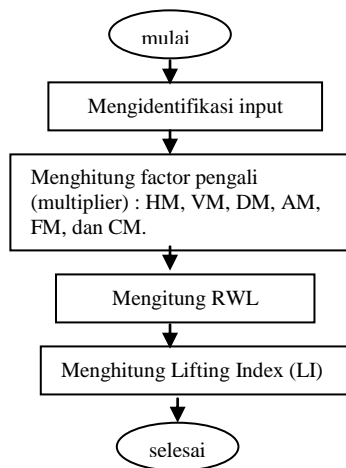 mulai
Mengidentifikasi input
Menghitung factor pengali
(multiplier) : HM, VM, DM, AM,
FM, dan CM.
Mengitung RWL
Menghitung Lifting Index (LI)
selesai